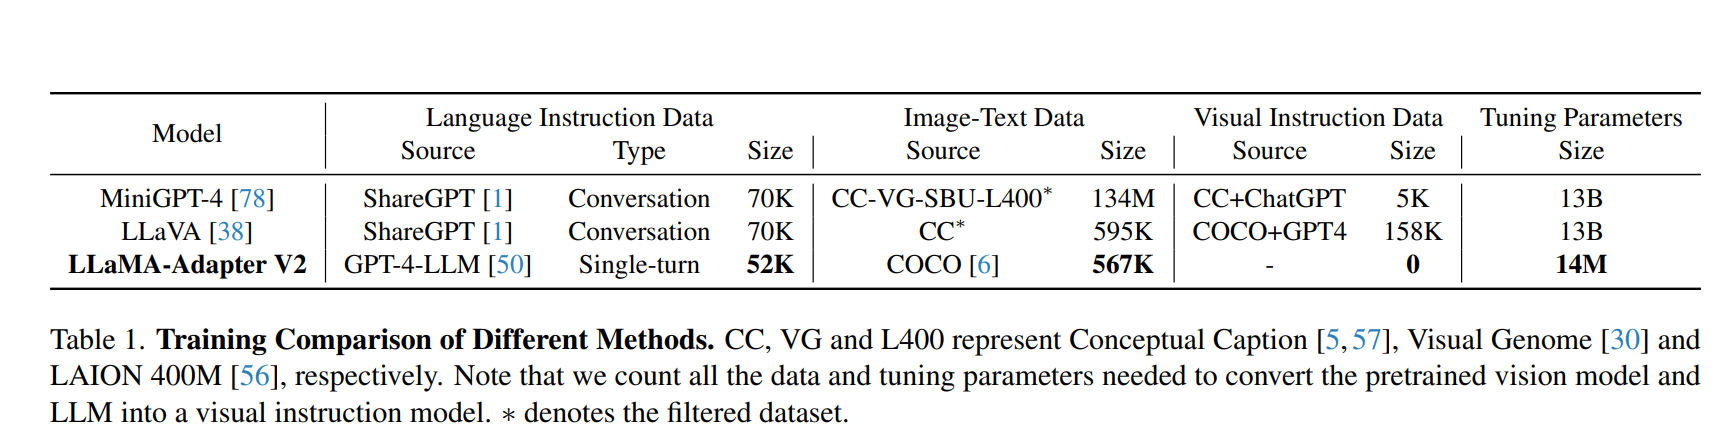 Model Language Instruction Data Image-Text Data Visual Instruction Data Tuning Parameters
Source Type Size Source Size Source Size Size
MiniGPT-4 [78] ShareGPT [1] Conversation 70K CC-VG-SBU-L400* 134M CC+ChatGPT 5K 13B
LLaVA [38] ShareGPT [1] Conversation 70K CC* 595K COCO+GPT4 158K 13B
LLaMA-Adapter V2 GPT-4-LLM [50] Single-turn 52K COCO [6] 567K - 0 14M
Table 1. Training Comparison of Different Methods. CC, VG and L400 represent Conceptual Caption [5, 57], Visual Genome [30] and
LAION 400M [56], respectively. Note that we count all the data and tuning parameters needed to convert the pretrained vision model and
LLM into a visual instruction model. ∗ denotes the filtered dataset.